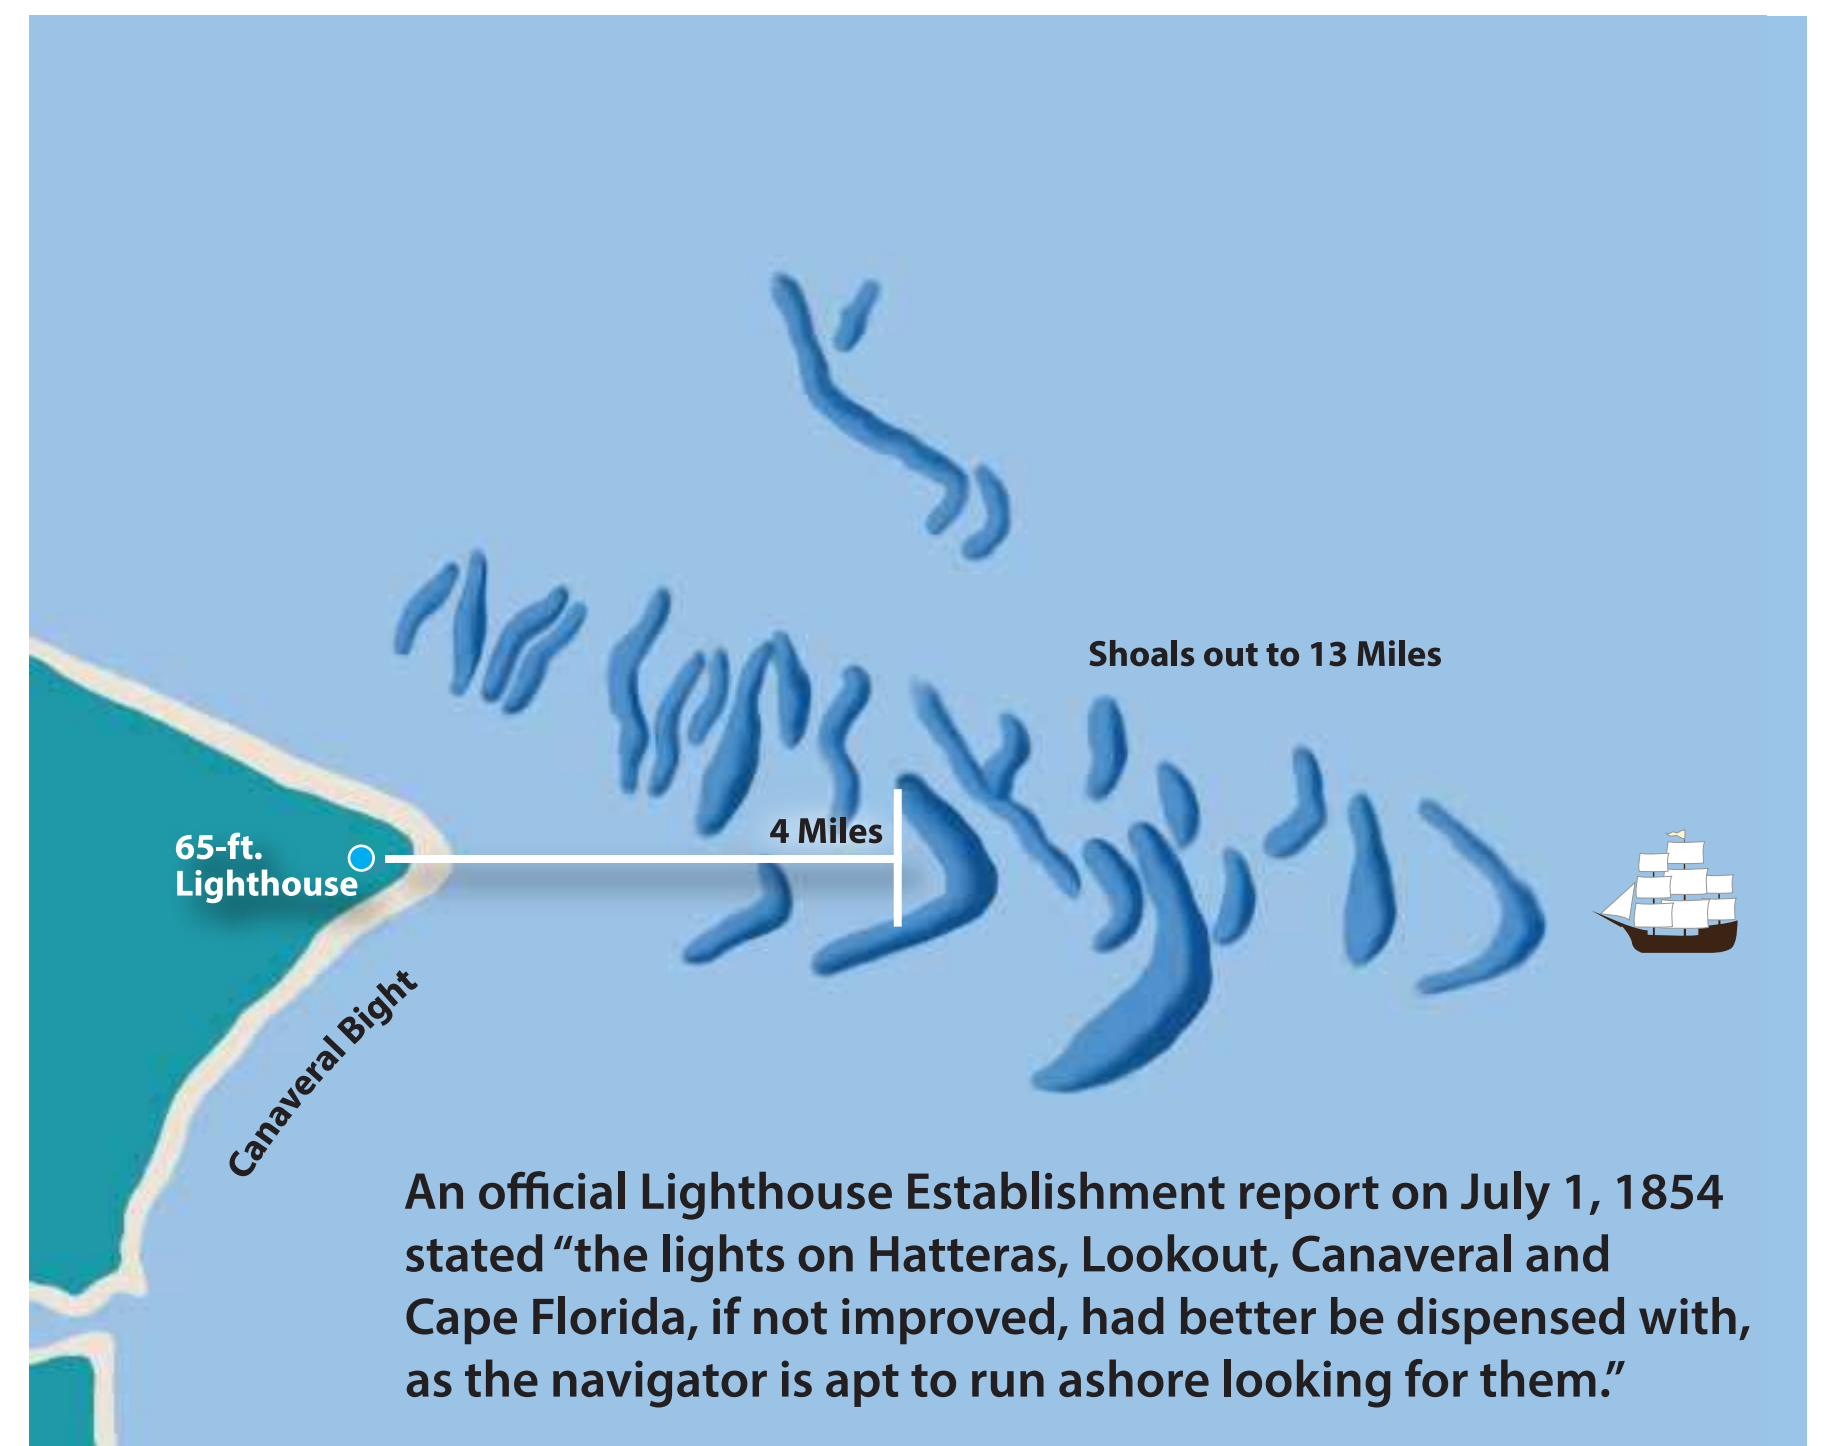 Shoals out to 13 Miles
4 Miles
65-ft.
Lighthouse
Canaveral Bight
An official Lighthouse Establishment report on July 1, 1854
stated “the lights on Hatteras, Lookout, Canaveral and
Cape Florida, if not improved, had better be dispensed with,
as the navigator is apt to run ashore looking for them.”